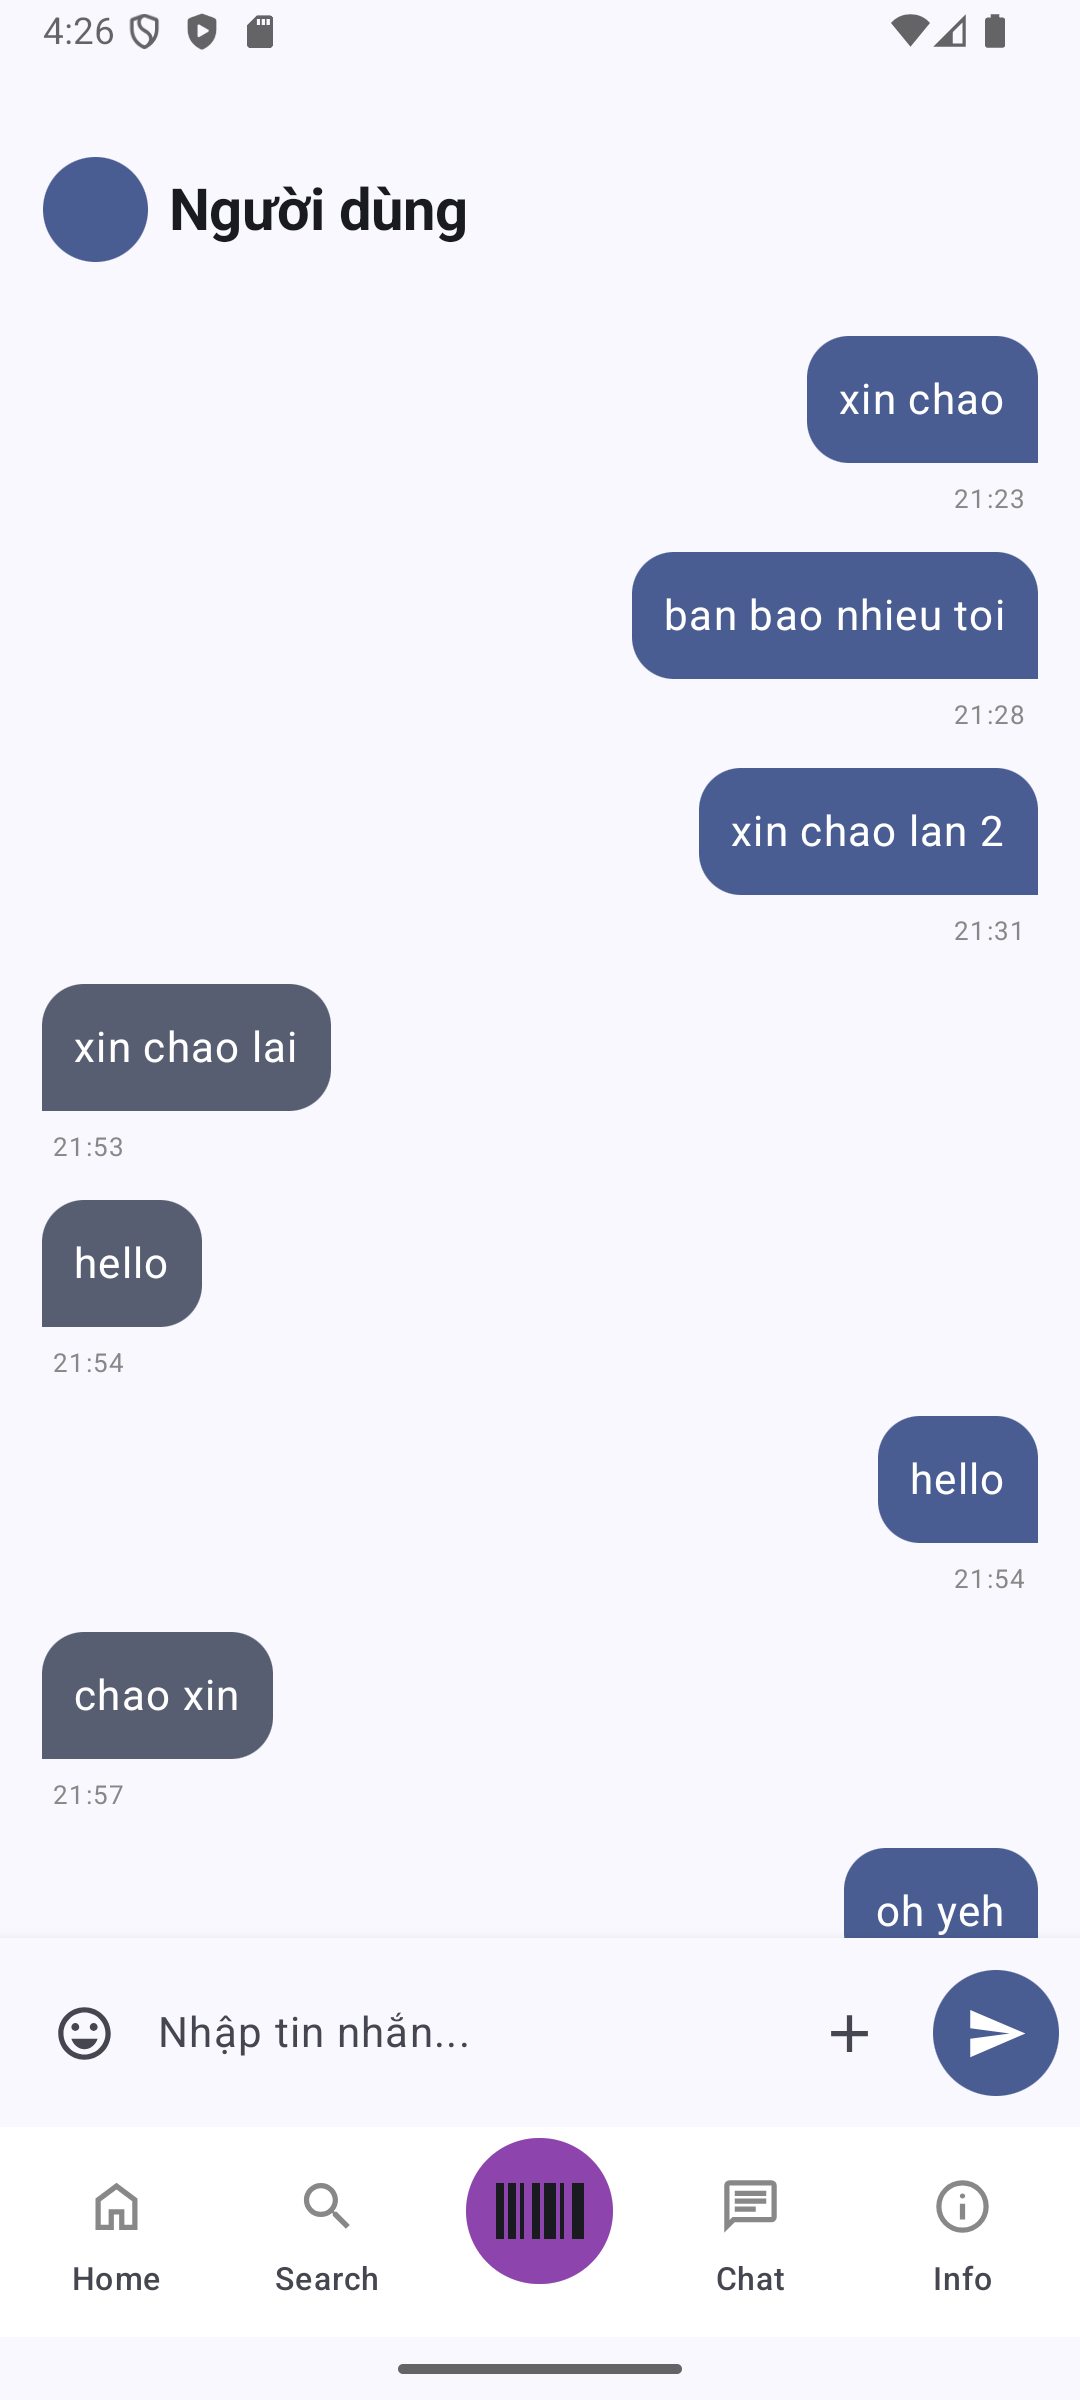 4:26
Người dùng
xin chao
21:23
ban bao nhieu toi
21:28
xin chao lan 2
21:31
xin chao lai
21:53
hello
21:54
hello
21:54
chao xin
21:57
oh yeh
Nhập tin nhắn...
Home
Search
Chat
Info